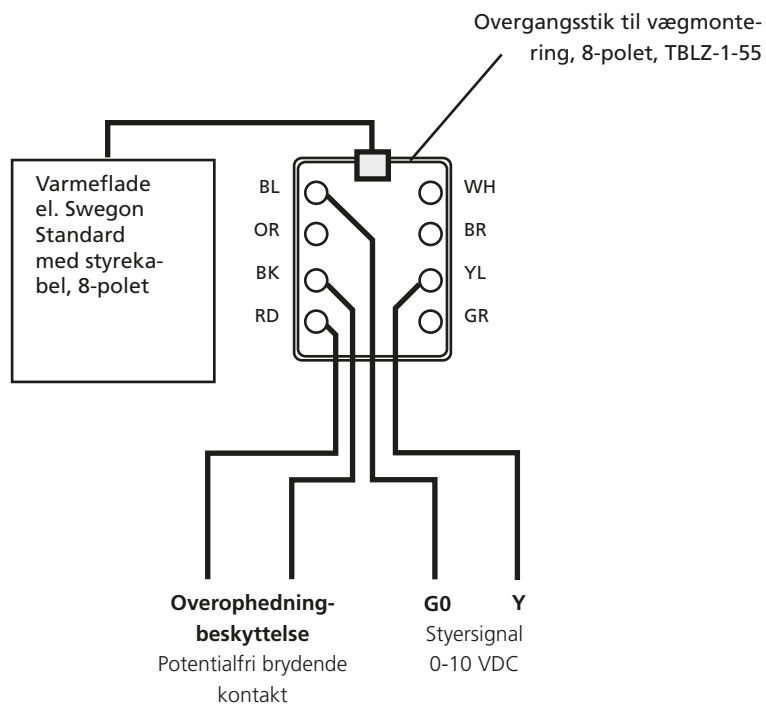 Overgangsstik til vægmonte-
ring, 8-polet, TBLZ-1-55
Varmeflade
el. Swegon
Standard
med styreka-
bel, 8-polet
BL
WH
OR
BR
BK
YL
RD
GR
Overophedning-
beskyttelse
Potentialfri brydende
kontakt
G0 Y
Styersignal
0-10 VDC